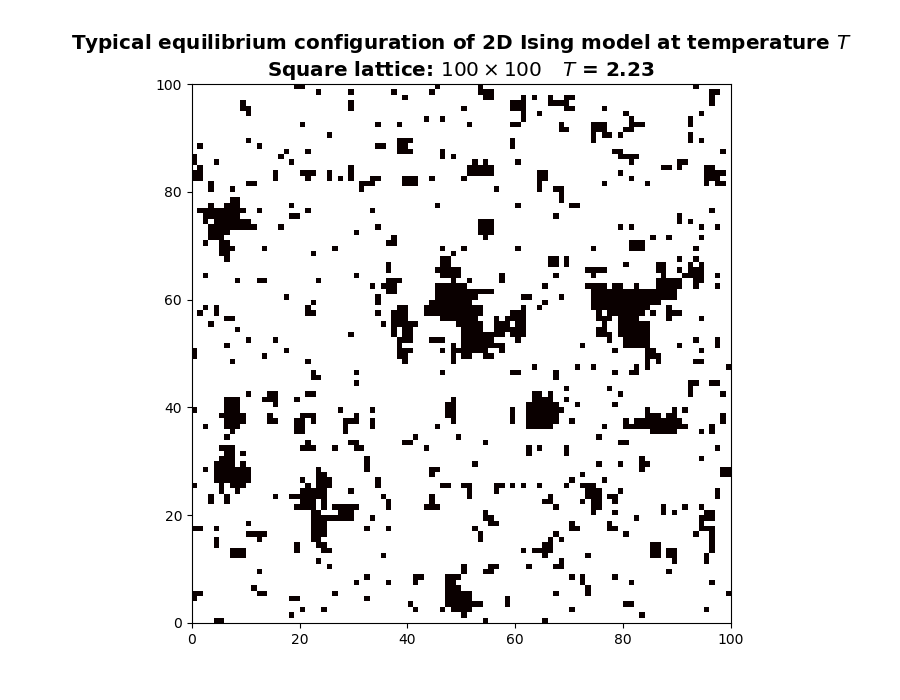 Typical equilibrium configuration of 2D Ising model at temperature T
Square lattice: 100 × 100 T = 2.23
100
80
60
40
20
0
0 20 40 60 80 100